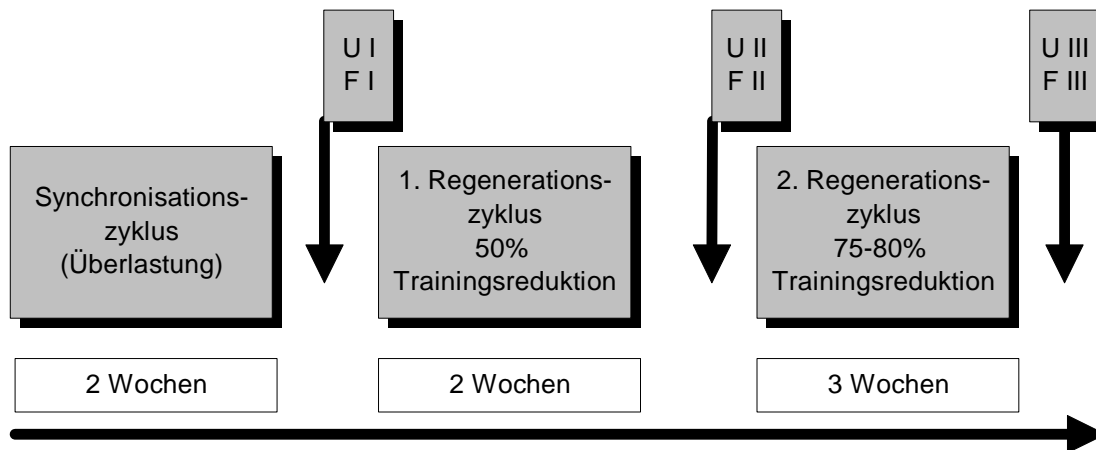 U I
F I
U II
F II
U III
F III
Synchronisations-
zyklus
(Überlastung)
1. Regenerations-
zyklus
50%
Trainingsreduktion
2. Regenerations-
zyklus
75-80%
Trainingsreduktion
2 Wochen
2 Wochen
3 Wochen